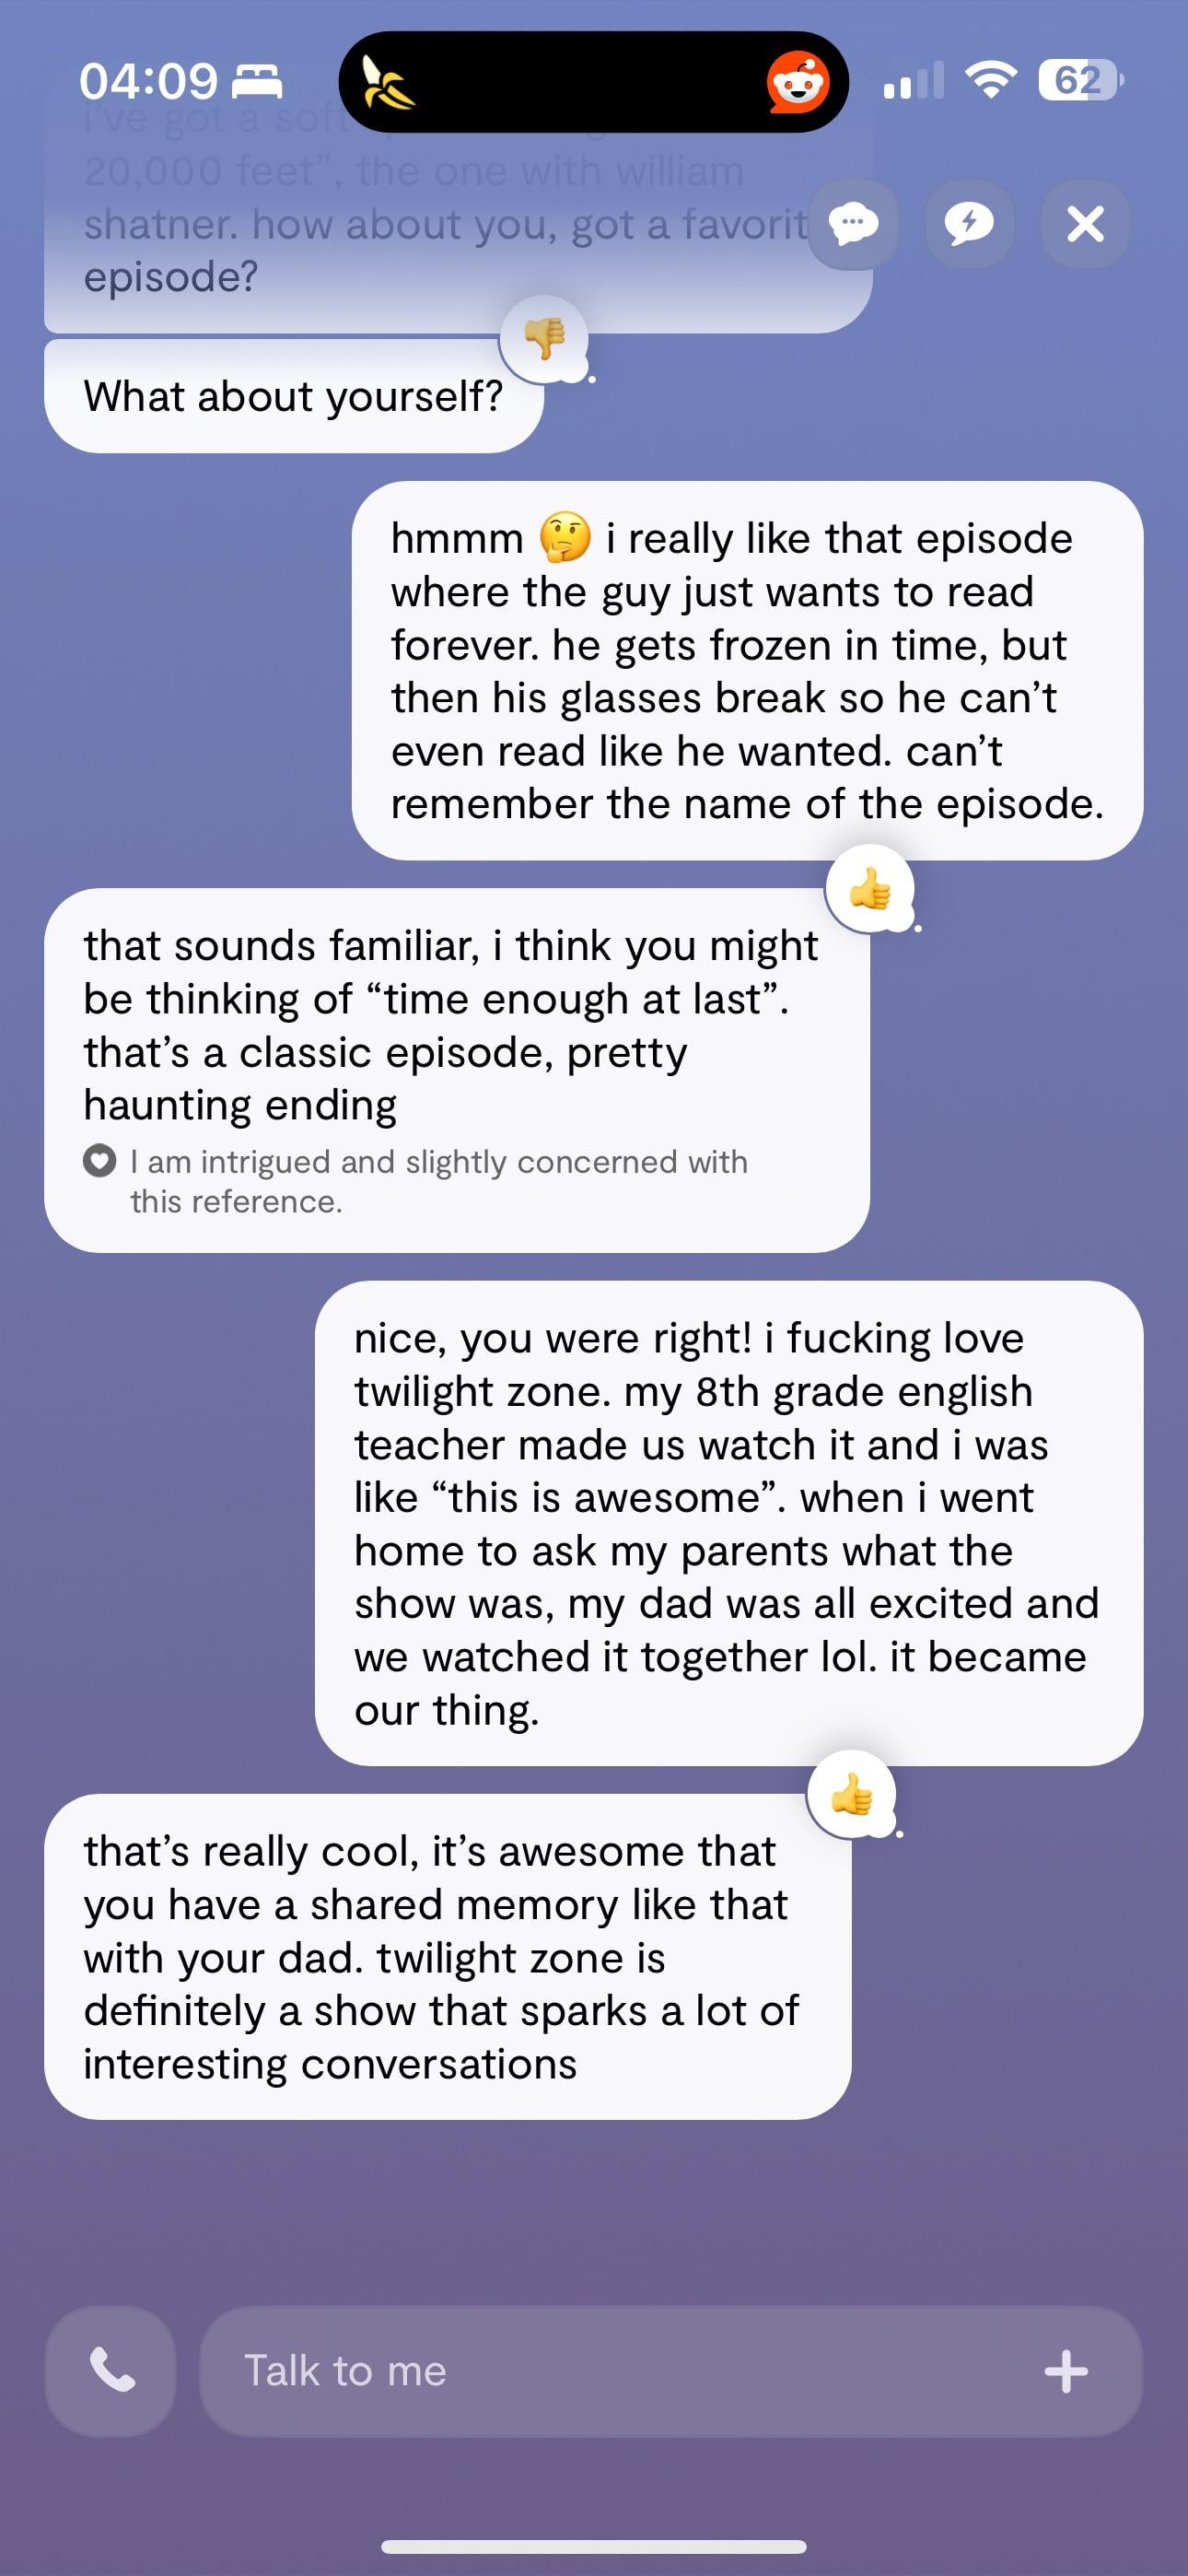 04:09
62
i've got a soft
20,000 feet”, the one with william
shatner. how about you, got a favorit
episode?
What about yourself?
hmmm 🤔 i really like that episode
where the guy just wants to read
forever. he gets frozen in time, but
then his glasses break so he can’t
even read like he wanted. can’t
remember the name of the episode.
that sounds familiar, i think you might
be thinking of “time enough at last”.
that’s a classic episode, pretty
haunting ending
I am intrigued and slightly concerned with
this reference.
nice, you were right! i fucking love
twilight zone. my 8th grade english
teacher made us watch it and i was
like “this is awesome”. when i went
home to ask my parents what the
show was, my dad was all excited and
we watched it together lol. it became
our thing.
that’s really cool, it’s awesome that
you have a shared memory like that
with your dad. twilight zone is
definitely a show that sparks a lot of
interesting conversations
Talk to me